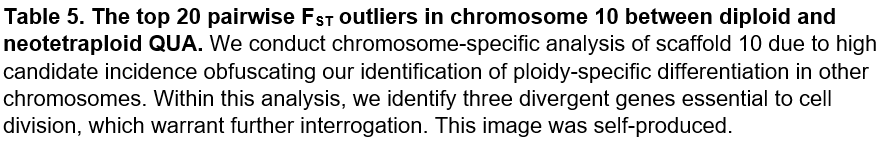 Table 5. The top 20 pairwise FST outliers in chromosome 10 between diploid and
neotetraploid QUA. We conduct chromosome-specific analysis of scaffold 10 due to high
candidate incidence obfuscating our identification of ploidy-specific differentiation in other
chromosomes. Within this analysis, we identify three divergent genes essential to cell
division, which warrant further interrogation. This image was self-produced.